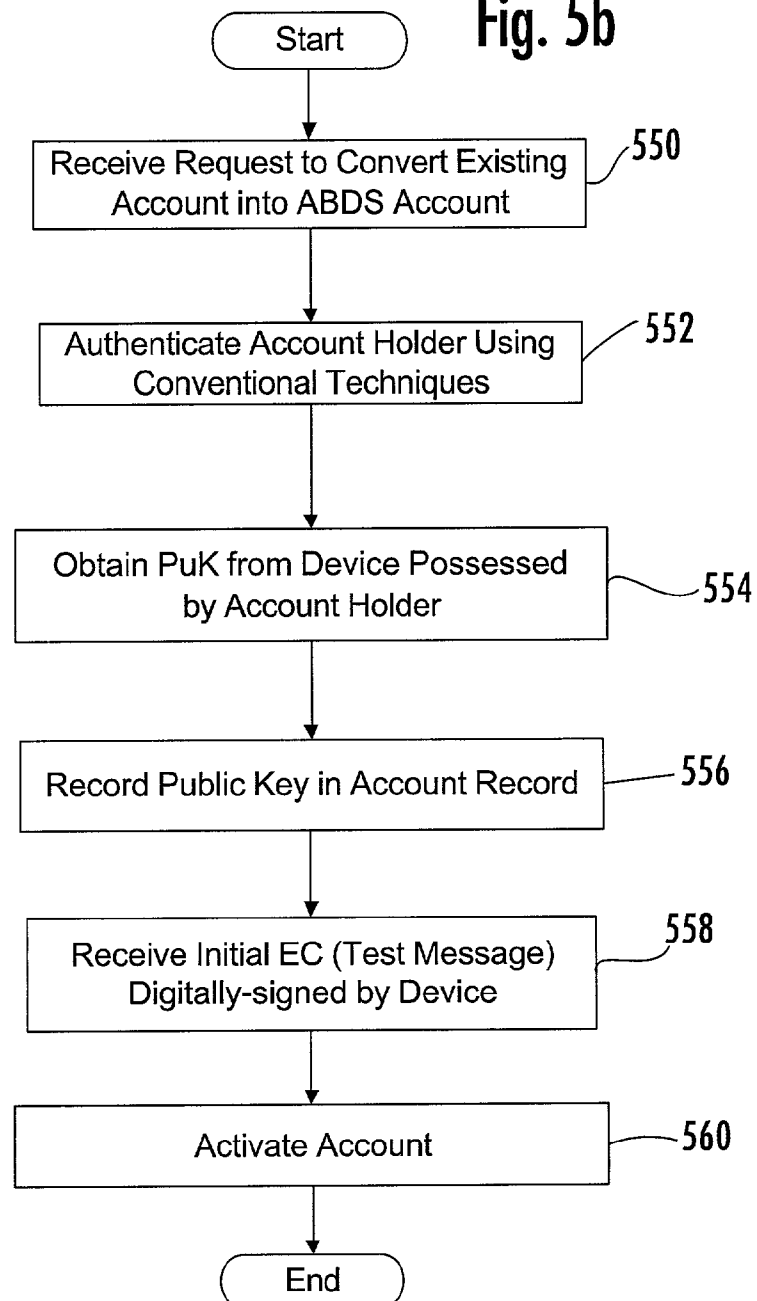 Fig. 5b
Start
Receive Request to Convert Existing
Account into ABDS Account
550
Authenticate Account Holder Using
Conventional Techniques
552
Obtain PuK from Device Possessed
by Account Holder
554
Record Public Key in Account Record
556
Receive Initial EC (Test Message)
Digitally-signed by Device
558
Activate Account
560
End